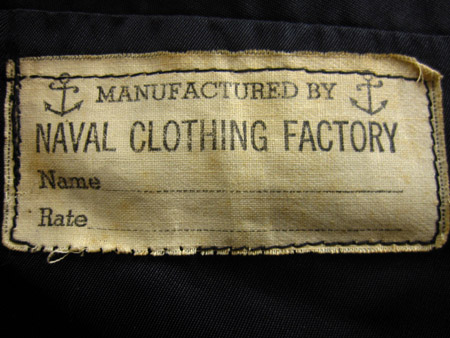 MANUFACTURED BY
NAVAL CLOTHING FACTORY
Name
Rate